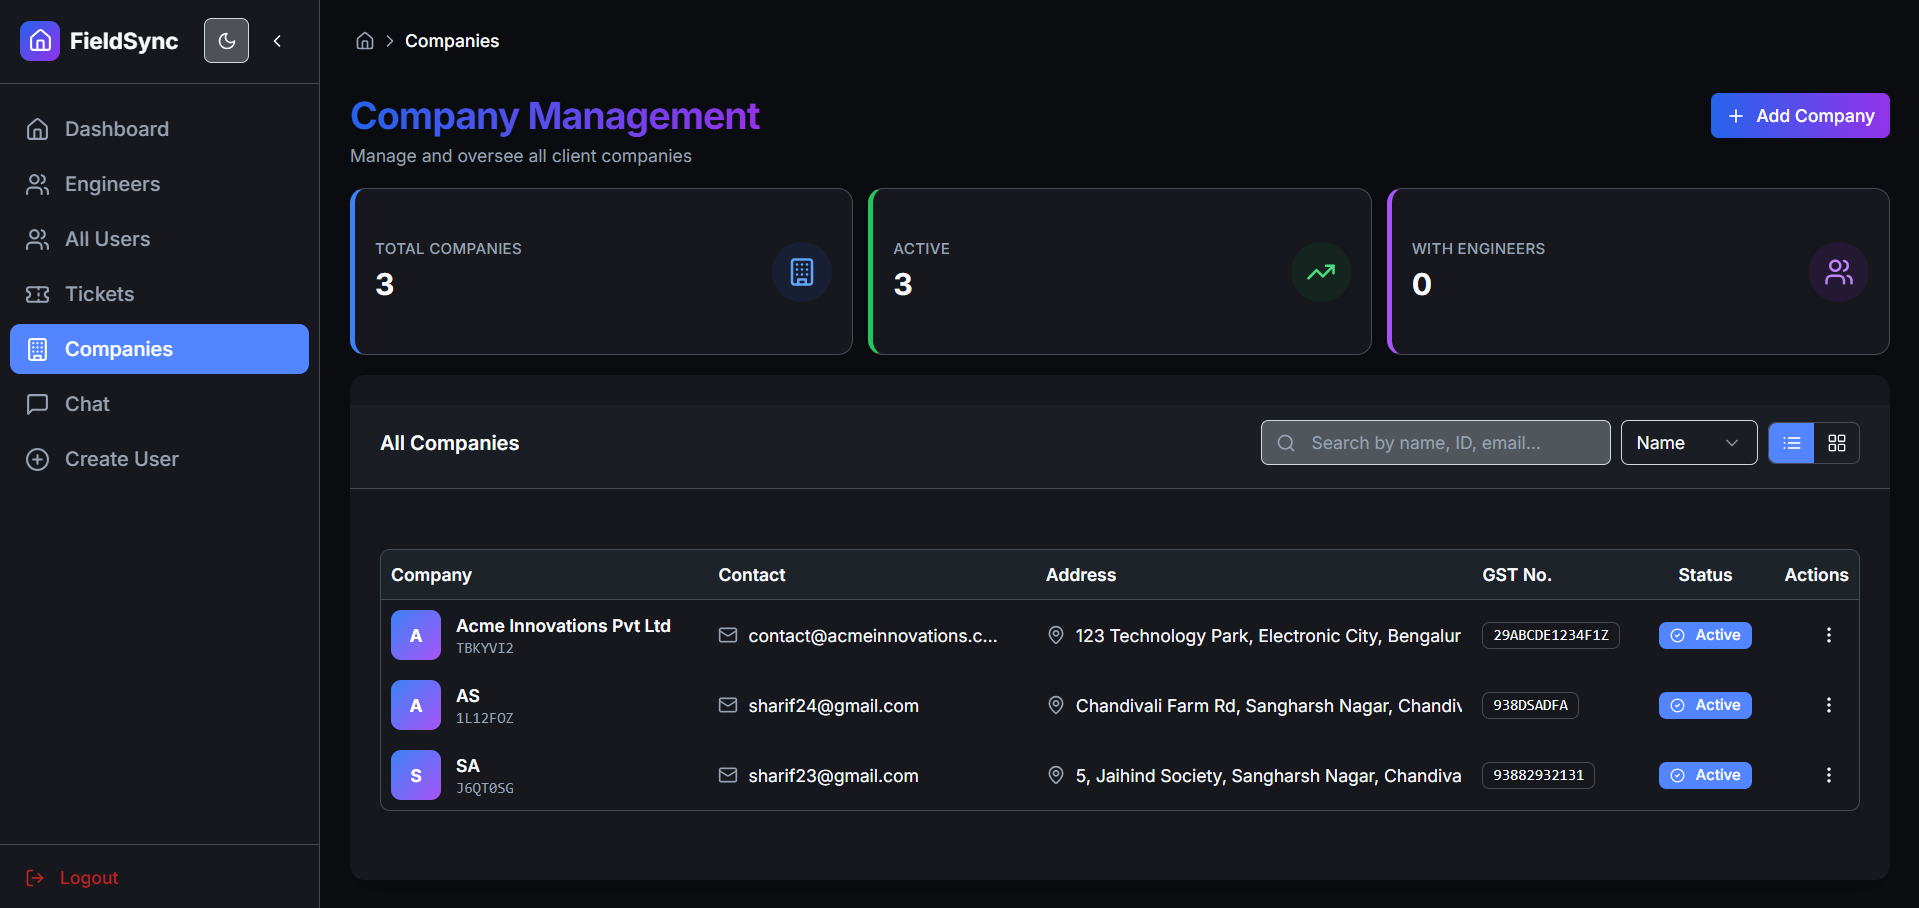 FieldSync
Companies
Dashboard
Engineers
All Users
Tickets
Companies
Chat
Create User
Logout
Company Management
Manage and oversee all client companies
Add Company
TOTAL COMPANIES
3
ACTIVE
3
WITH ENGINEERS
0
All Companies
Search by name, ID, email...
Name
Company Contact Address GST No. Status Actions
A Acme Innovations Pvt Ltd contact@acmeinnovations.c... 123 Technology Park, Electronic City, Bengalur 29ABCDE1234F1Z Active
TBKYVI2
A AS sharif24@gmail.com Chandivali Farm Rd, Sangharsh Nagar, Chandiv 938DSADFA Active
1L12FOZ
S SA sharif23@gmail.com 5, Jaihind Society, Sangharsh Nagar, Chandiva 93882932131 Active
J6QT0SG